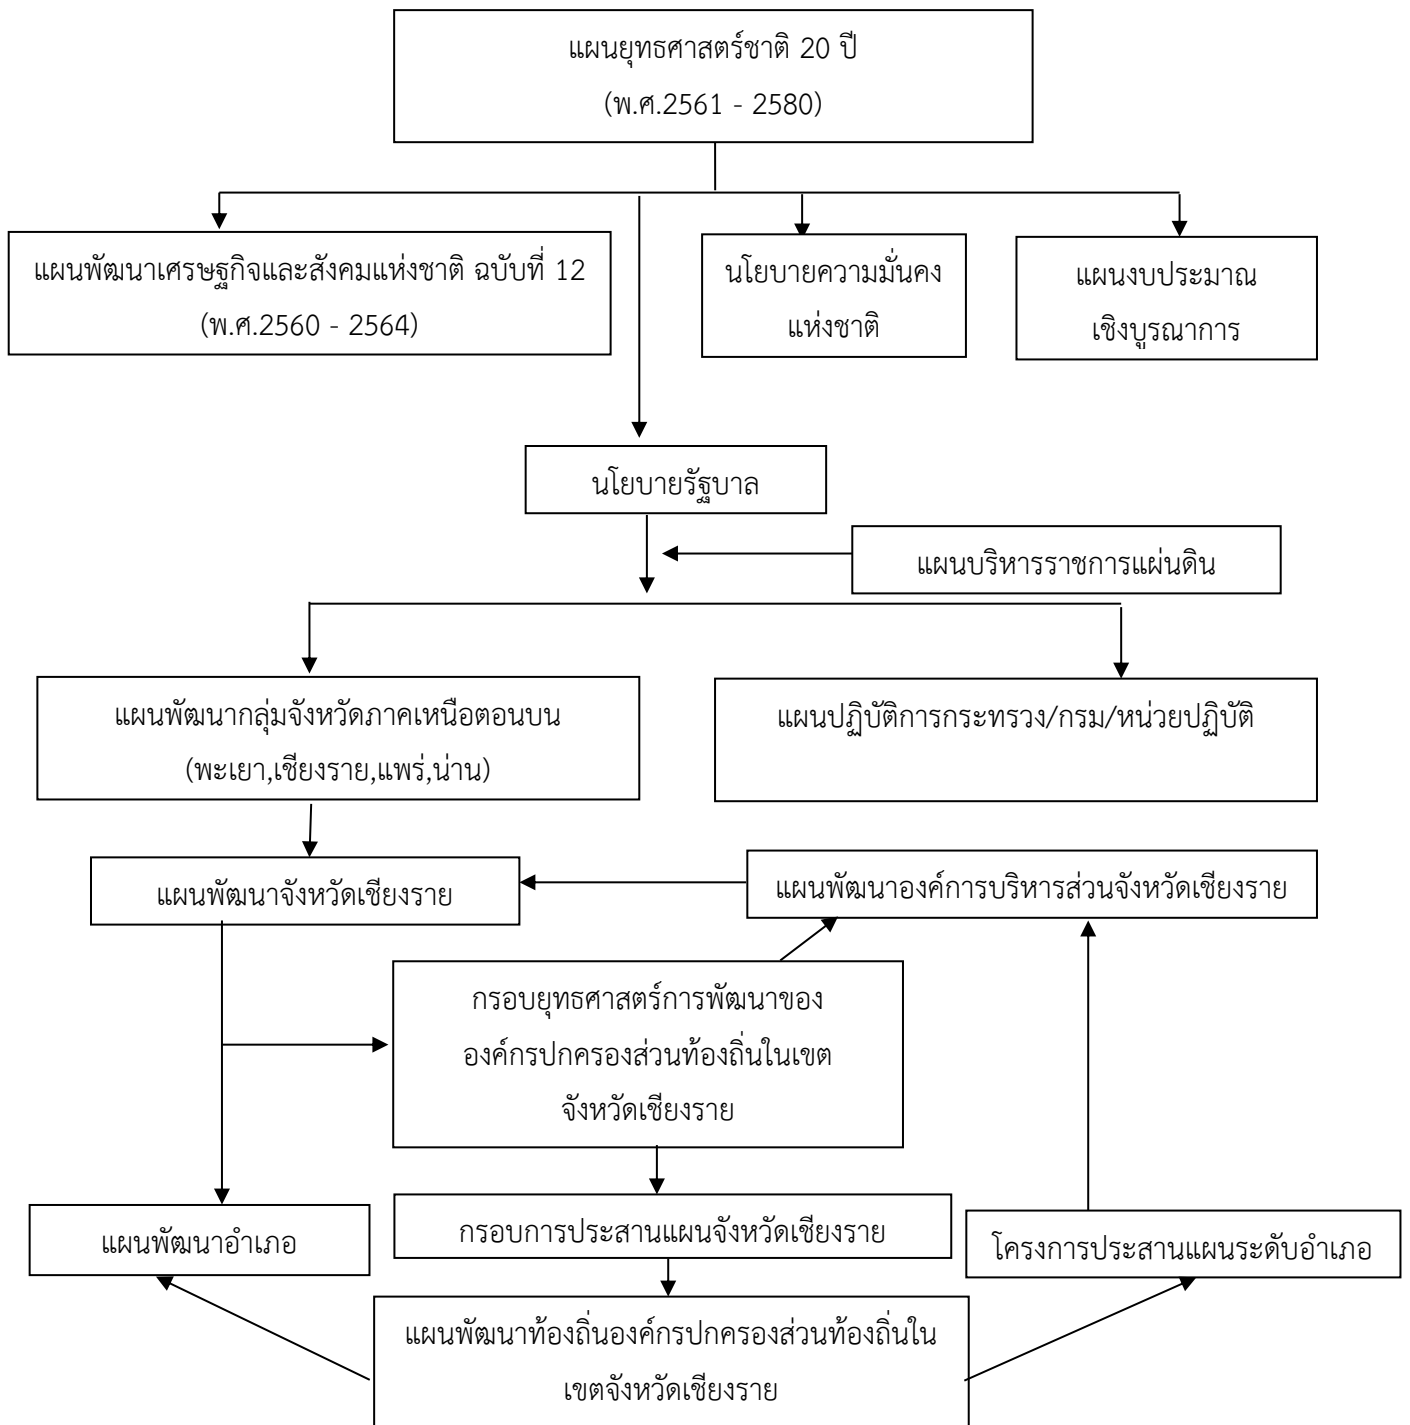 แผนยุทธศาสตร์ชาติ 20 ปี
(พ.ศ.2561 - 2580)
แผนพัฒนาเศรษฐกิจและสังคมแห่งชาติ ฉบับที่ 12
(พ.ศ.2560 - 2564)
นโยบายความมั่นคง
แห่งชาติ
แผนงบประมาณ
เชิงบูรณาการ
นโยบายรัฐบาล
แผนบริหารราชการแผ่นดิน
แผนพัฒนากลุ่มจังหวัดภาคเหนือตอนบน
(พะเยา,เชียงราย,แพร่,น่าน)
แผนปฏิบัติการกระทรวง/กรม/หน่วยปฏิบัติ
แผนพัฒนาจังหวัดเชียงราย
แผนพัฒนาองค์การบริหารส่วนจังหวัดเชียงราย
กรอบยุทธศาสตร์การพัฒนาของ
องค์กรปกครองส่วนท้องถิ่นในเขต
จังหวัดเชียงราย
แผนพัฒนาอำเภอ
กรอบการประสานแผนจังหวัดเชียงราย
โครงการประสานแผนระดับอำเภอ
แผนพัฒนาท้องถิ่นองค์กรปกครองส่วนท้องถิ่นใน
เขตจังหวัดเชียงราย